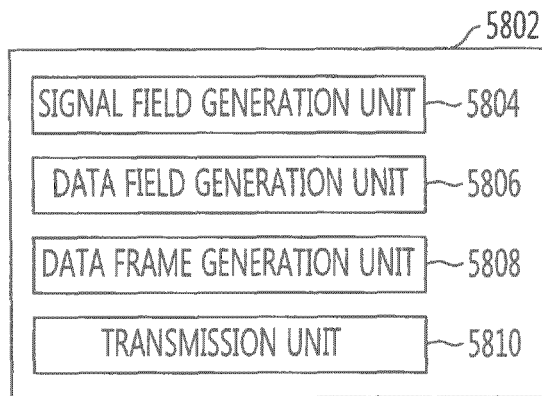 5802
SIGNAL FIELD GENERATION UNIT 5804
DATA FIELD GENERATION UNIT 5806
DATA FRAME GENERATION UNIT 5808
TRANSMISSION UNIT 5810